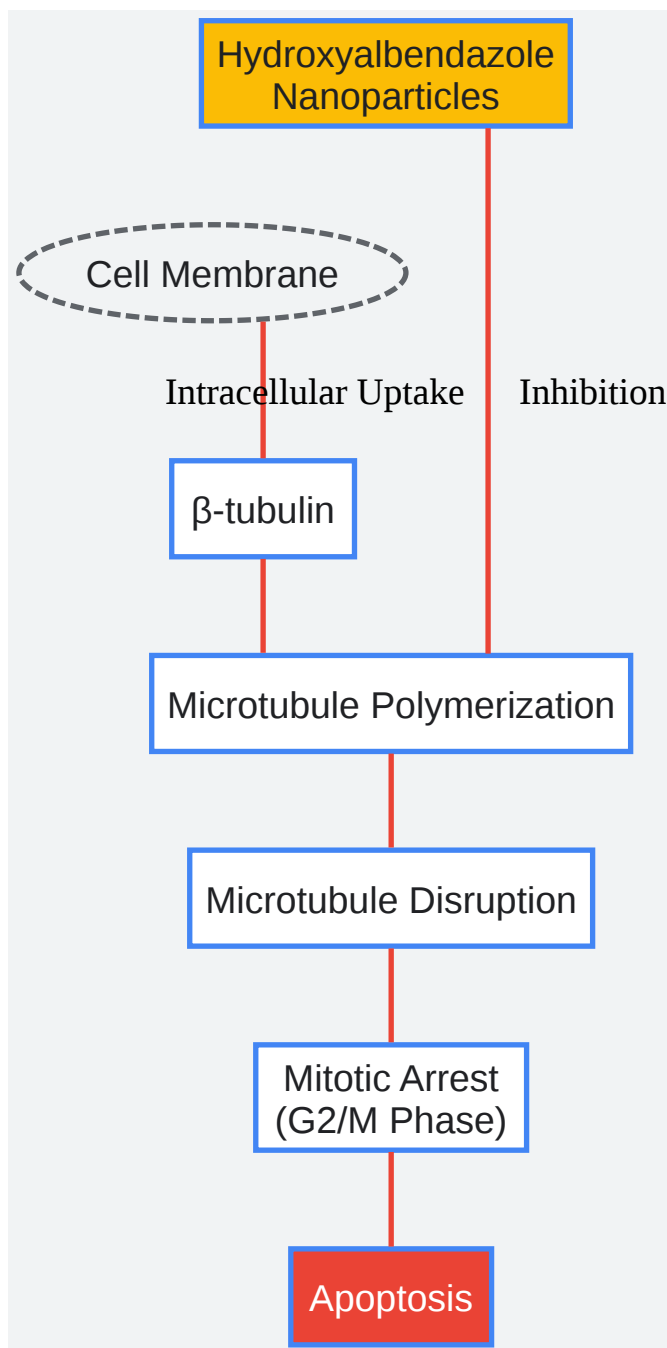 Hydroxyalbendazole
Nanoparticles
Cell Membrane
Intracellular Uptake
Inhibition
β-tubulin
Microtubule Polymerization
Microtubule Disruption
Mitotic Arrest
(G2/M Phase)
Apoptosis